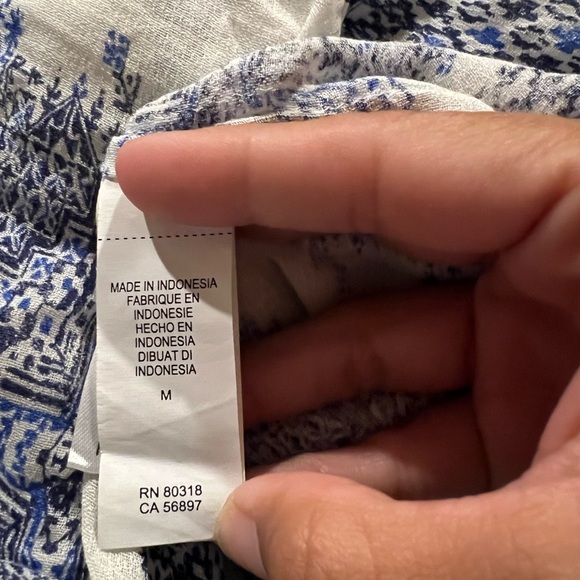 MADE IN INDONESIA
FABRIQUE EN
INDONESIE
HECHO EN
INDONESIA
DIBUAT DI
INDONESIA
M
RN 80318
CA 56897